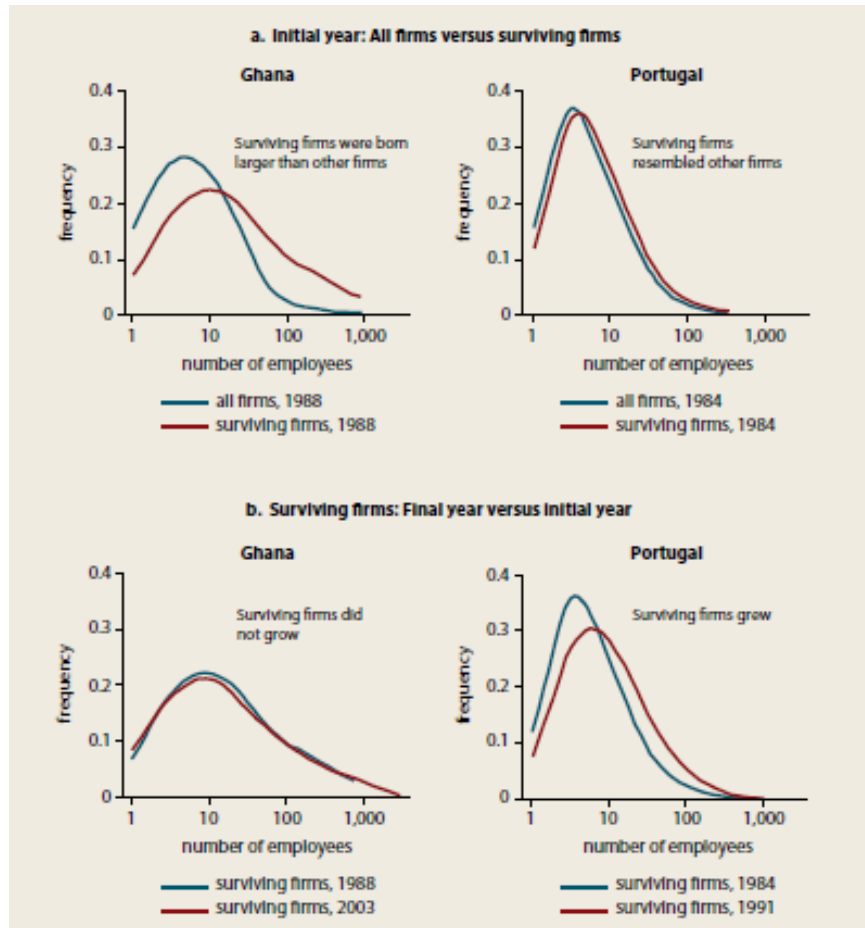 a. Initial year: All firms versus surviving firms
Ghana
0.4
0.3
0.2
0.1
0
frequency
Surviving firms were born
larger than other firms
1 10 100 1,000
number of employees
all firms, 1988
surviving firms, 1988
Portugal
0.4
0.3
0.2
0.1
0
frequency
Surviving firms
resembled other firms
1 10 100 1,000
number of employees
all firms, 1984
surviving firms, 1984
b. Surviving firms: Final year versus initial year
Ghana
0.4
0.3
0.2
0.1
0
frequency
Surviving firms did
not grow
1 10 100 1,000
number of employees
surviving firms, 1988
surviving firms, 2003
Portugal
0.4
0.3
0.2
0.1
0
frequency
Surviving firms grew
1 10 100 1,000
number of employees
surviving firms, 1984
surviving firms, 1991